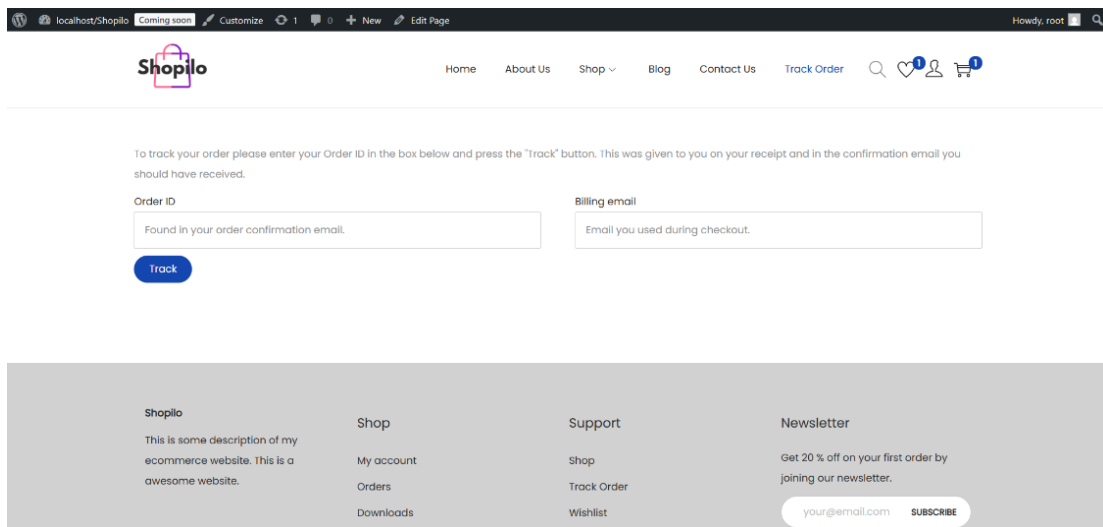 localhost/Shopilo Coming soon Customize 1 0 New Edit Page Howdy, root
Shopilo Home About Us Shop Blog Contact Us Track Order 1 1
To track your order please enter your Order ID in the box below and press the "Track" button. This was given to you on your receipt and in the confirmation email you
should have received.
Order ID Billing email
Found in your order confirmation email. Email you used during checkout.
Track
Shopilo Shop Support Newsletter
This is some description of my
ecommerce website. This is a
awesome website.
My account Shop Get 20 % off on your first order by
joining our newsletter.
Orders Track Order
Downloads Wishlist your@email.com SUBSCRIBE